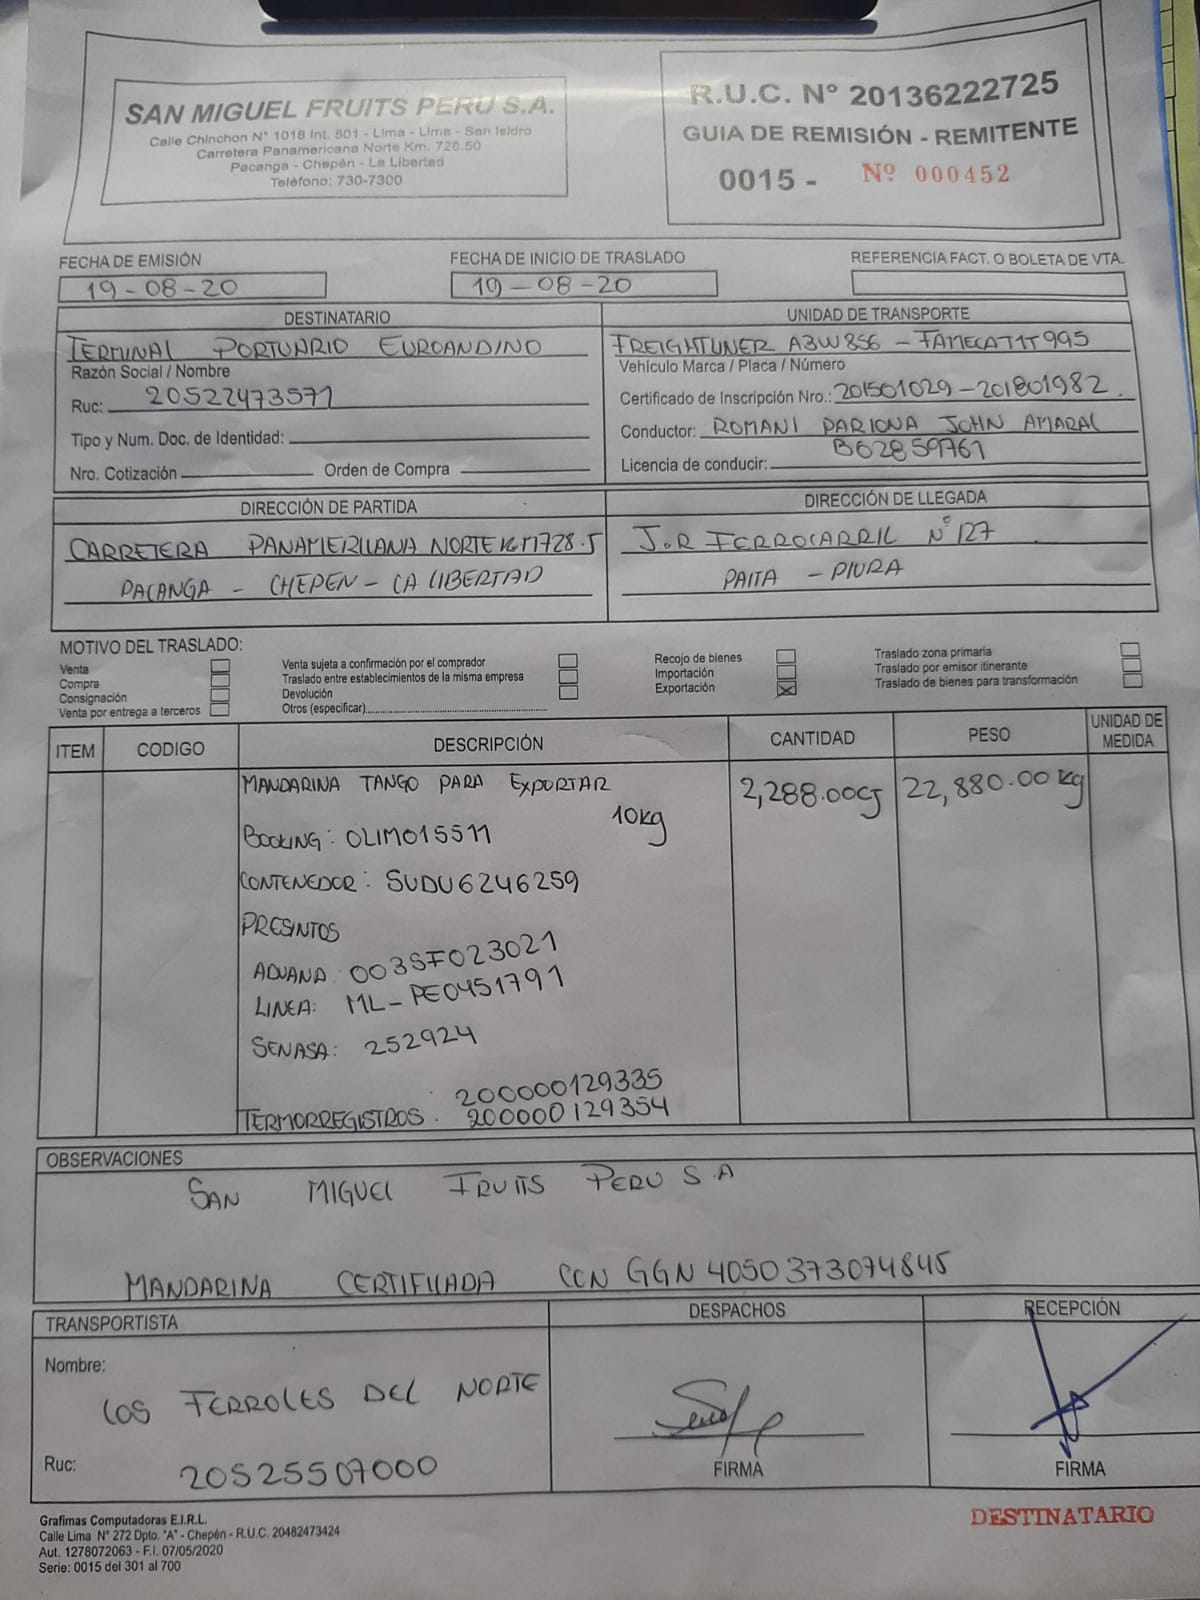 SAN MIGUEL FRUITS PERU S.A.
Calle Chinchon N° 1018 Int. 501 - Lima - Lima - San Isidro
Carretera Panamericana Norte Km. 728.50
Pacanga - Chepén - La Libertad
Teléfono: 730-7300
R.U.C. N° 20136222725
GUIA DE REMISIÓN - REMITENTE
0015 - Nº 000452
FECHA DE EMISIÓN
19-08-20
FECHA DE INICIO DE TRASLADO
19-08-20
REFERENCIA FACT. O BOLETA DE VTA.
DESTINATARIO
TERMINAL PORTUARIO EUROANDINO
Razón Social / Nombre
Ruc: 20522473571
Tipo y Num. Doc. de Identidad:
Nro. Cotización Orden de Compra
UNIDAD DE TRANSPORTE
FREIGHTLINER A3W856 - FAMECA T1T995
Vehículo Marca / Placa / Número
Certificado de Inscripción Nro.: 201501029-201801982.
Conductor: ROMANI PARIONA JOHN AMARAL
Licencia de conducir: B62859761
DIRECCIÓN DE PARTIDA
CARRETERA PANAMERICANA NORTE KM728.5
PACANGA - CHEPEN - LA LIBERTAD
DIRECCIÓN DE LLEGADA
J.R FERROCARRIL N° 127
PAITA - PIURA
MOTIVO DEL TRASLADO:
Venta
Compra
Consignación
Venta por entrega a terceros
Venta sujeta a confirmación por el comprador
Traslado entre establecimientos de la misma empresa
Devolución
Otros (especificar)
Recojo de bienes
Importación
Exportación X
Traslado zona primaria
Traslado por emisor itinerante
Traslado de bienes para transformación
ITEM CODIGO DESCRIPCIÓN CANTIDAD PESO UNIDAD DE MEDIDA
MANDARINA TANGO PARA EXPORTAR 2,288.00CJ 22,880.00 kg
10kg
BOOKING: OLIM015511
CONTENEDOR: SUDU6246259
PRESINTOS
ADUANA: 003SF023021
LINEA: ML-PE0451791
SENASA: 252924
200000129335
TERMORREGISTROS. 200000129354
OBSERVACIONES
SAN MIGUEL FRUITS PERU S.A
MANDARINA CERTIFICADA CON GGN 4050373074845
TRANSPORTISTA
Nombre:
LOS FERROLES DEL NORTE
Ruc: 20525507000
DESPACHOS
FIRMA
RECEPCIÓN
FIRMA
Grafimas Computadoras E.I.R.L.
Calle Lima N° 272 Dpto. "A" - Chepén - R.U.C. 20482473424
Aut. 1278072063 - F.I. 07/05/2020
Serie: 0015 del 301 al 700
DESTINATARIO